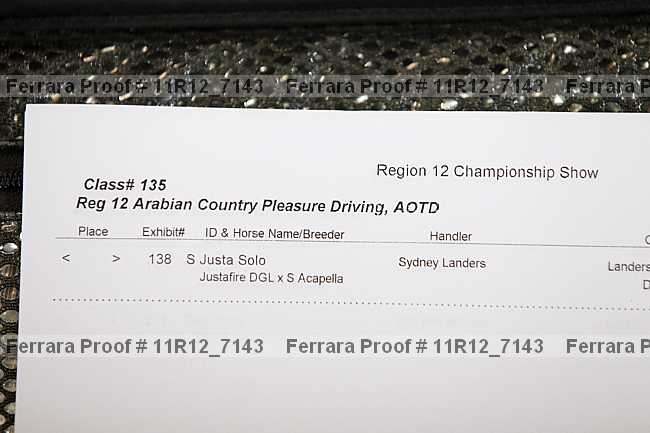 Ferrara Proof # 11R12_7143 Ferrara Proof # 11R12_7143 Ferrara Pr
Region 12 Championship Show
Class# 135
Reg 12 Arabian Country Pleasure Driving, AOTD
Place Exhibit# ID & Horse Name/Breeder Handler
< > 138 S Justa Solo Sydney Landers Landers
Justafire DGL x S Acapella D
Ferrara Proof # 11R12_7143 Ferrara Proof # 11R12_7143 Ferrara Pr